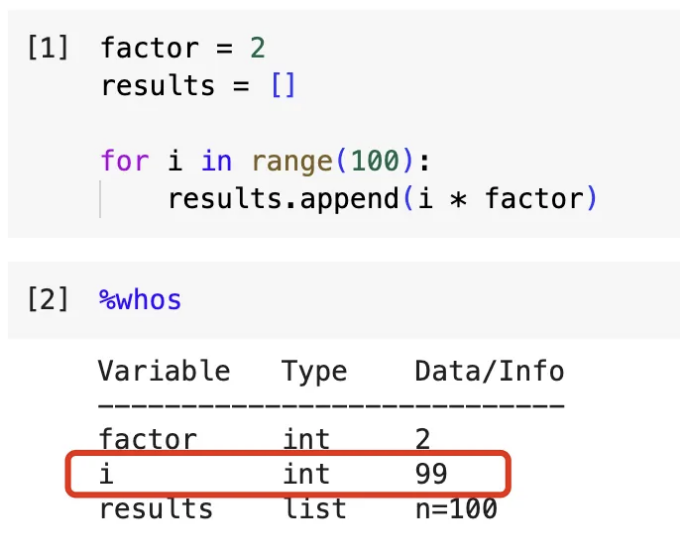 [1] factor = 2
results = []
for i in range(100):
results.append(i * factor)
[2] %whos
Variable Type Data/Info
----------------------------
factor int 2
i int 99
results list n=100